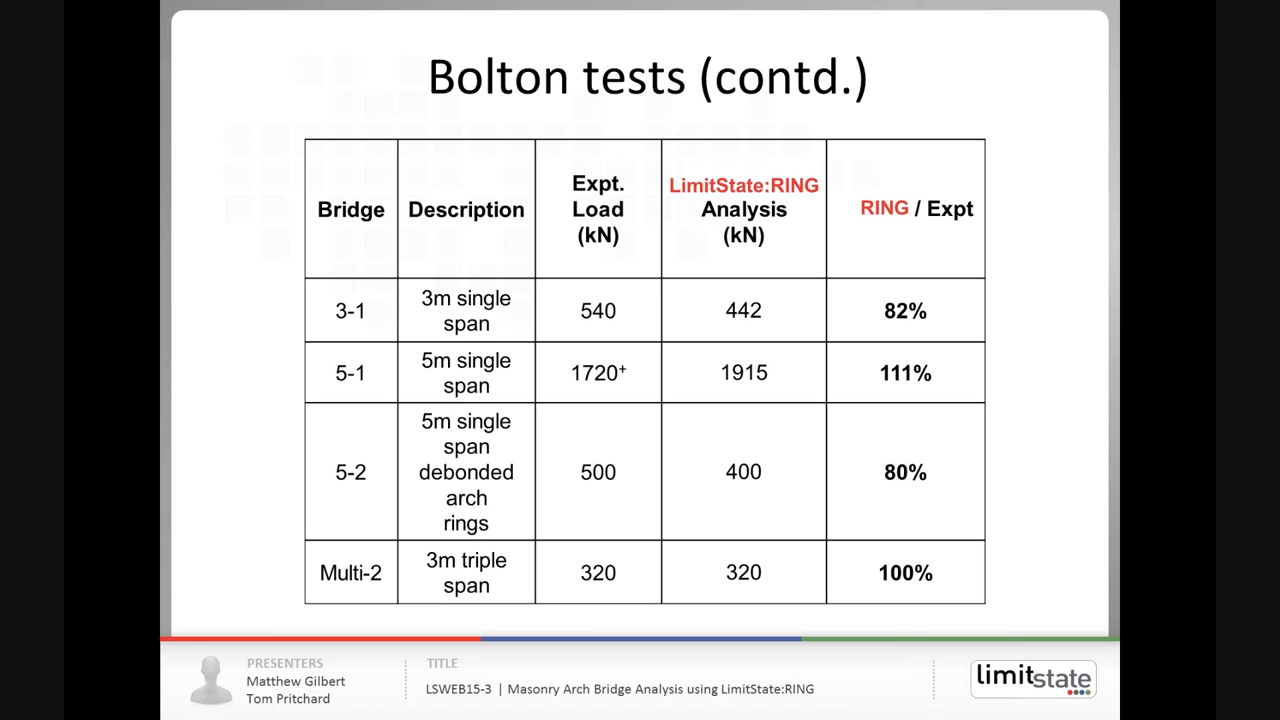 Bolton tests (contd.)
Bridge
Description
Expt.
Load
(kN)
LimitState:RING
Analysis
(kN)
RING / Expt
3-1
3m single
span
540
442
82%
5-1
5m single
span
1720⁺
1915
111%
5-2
5m single
span
debonded
arch
rings
500
400
80%
Multi-2
3m triple
span
320
320
100%
PRESENTERS
Matthew Gilbert
Tom Pritchard
TITLE
LSWEB15-3 | Masonry Arch Bridge Analysis using LimitState:RING
limitstate